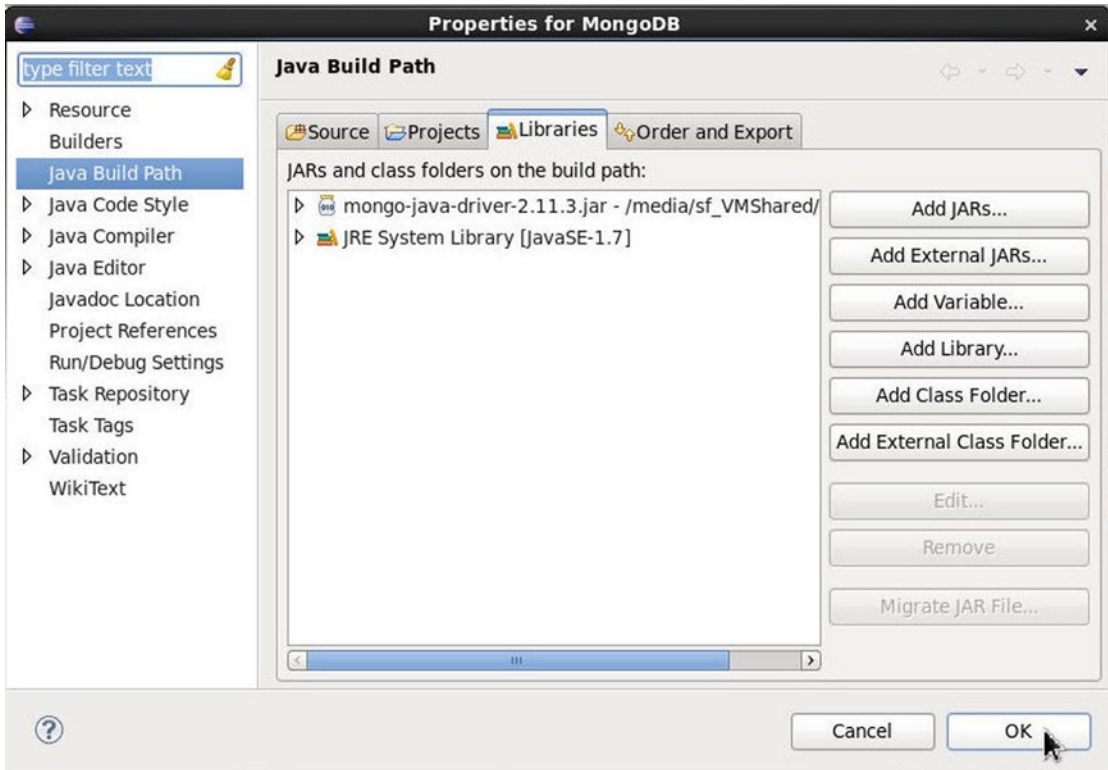 Properties for MongoDB
type filter text
Resource
Builders
Java Build Path
Java Code Style
Java Compiler
Java Editor
Javadoc Location
Project References
Run/Debug Settings
Task Repository
Task Tags
Validation
WikiText
Java Build Path
Source Projects Libraries Order and Export
JARs and class folders on the build path:
mongo-java-driver-2.11.3.jar - /media/sf_VMShared/
JRE System Library [JavaSE-1.7]
Add JARs...
Add External JARs...
Add Variable...
Add Library...
Add Class Folder...
Add External Class Folder...
Edit...
Remove
Migrate JAR File...
Cancel
OK